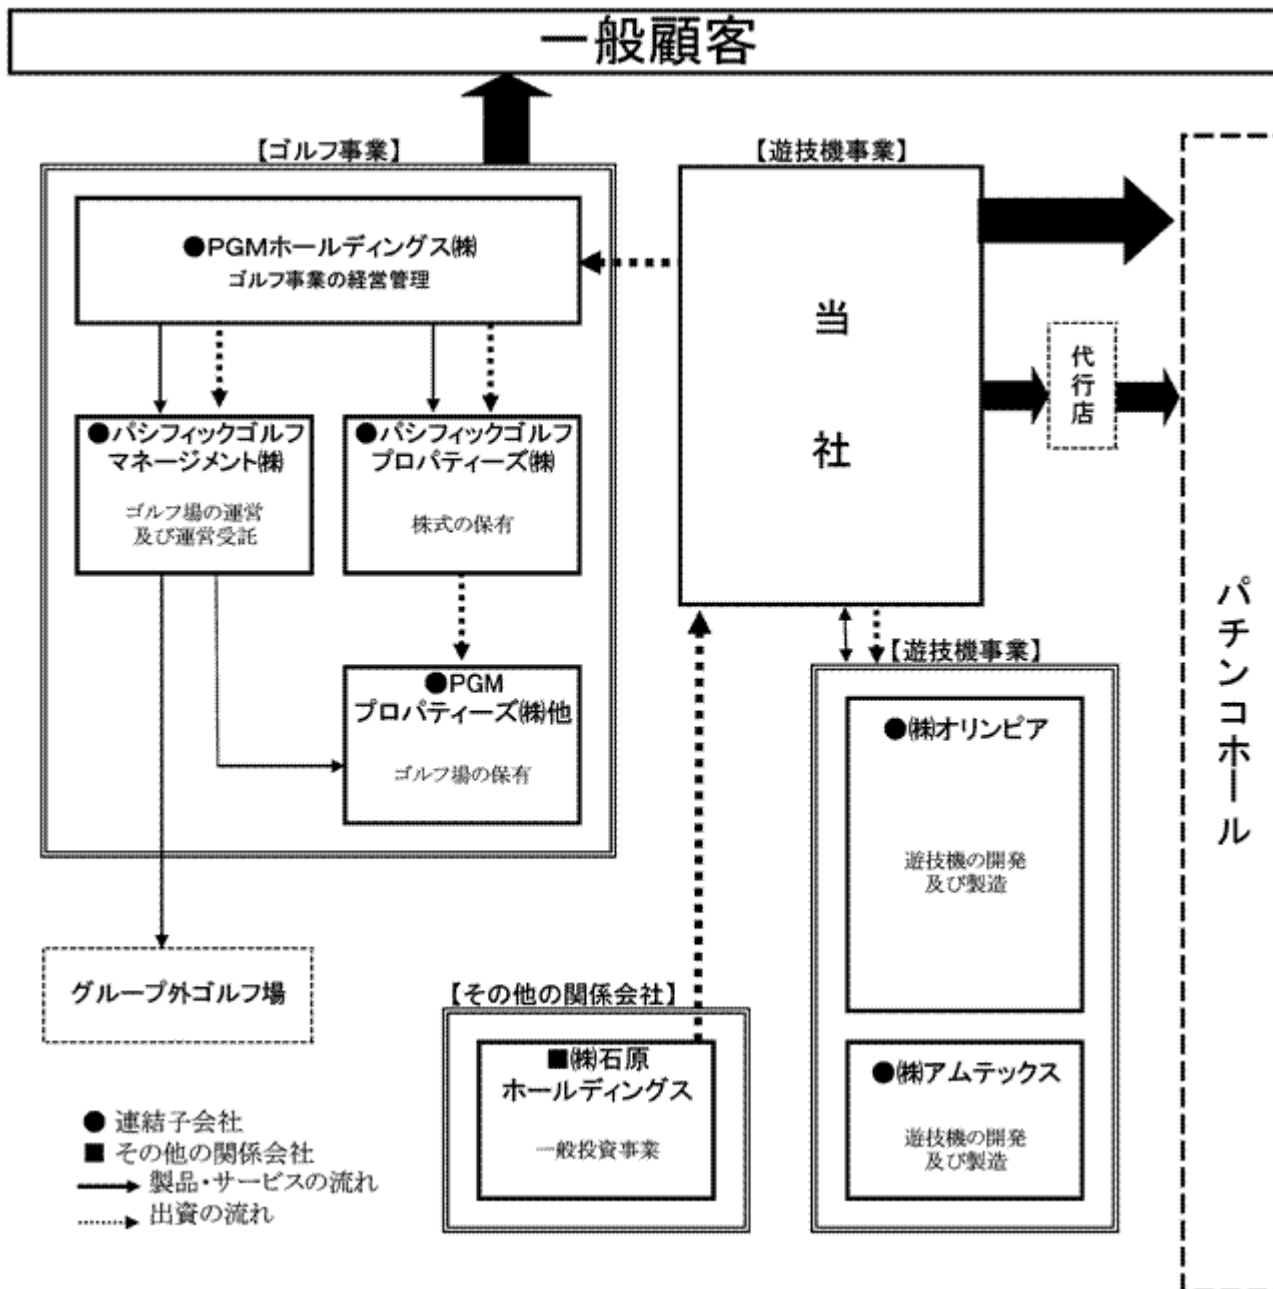 一般顧客
【ゴルフ事業】
【遊技機事業】
●PGMホールディングス㈱
ゴルフ事業の経営管理
当社
代行店
●パシフィックゴルフ
マネージメント㈱
ゴルフ場の運営
及び運営受託
●パシフィックゴルフ
プロパティーズ㈱
株式の保有
パチンコホール
【遊技機事業】
●PGM
プロパティーズ㈱他
ゴルフ場の保有
●㈱オリンピア
遊技機の開発
及び製造
グループ外ゴルフ場
【その他の関係会社】
■㈱石原
ホールディングス
一般投資事業
●㈱アムテックス
遊技機の開発
及び製造
● 連結子会社
■ その他の関係会社
製品・サービスの流れ
出資の流れ